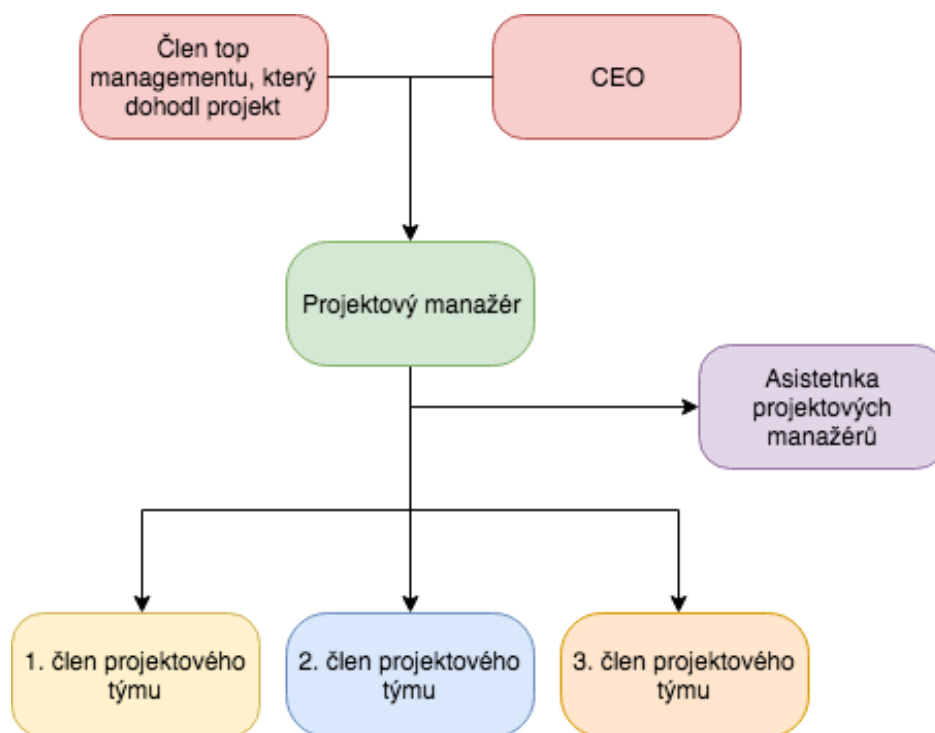 Člen top
managementu, který
dohodl projekt
CEO
Projektový manažér
Asistetnka
projektových
manažérů
1. člen projektového
týmu
2. člen projektového
týmu
3. člen projektového
týmu